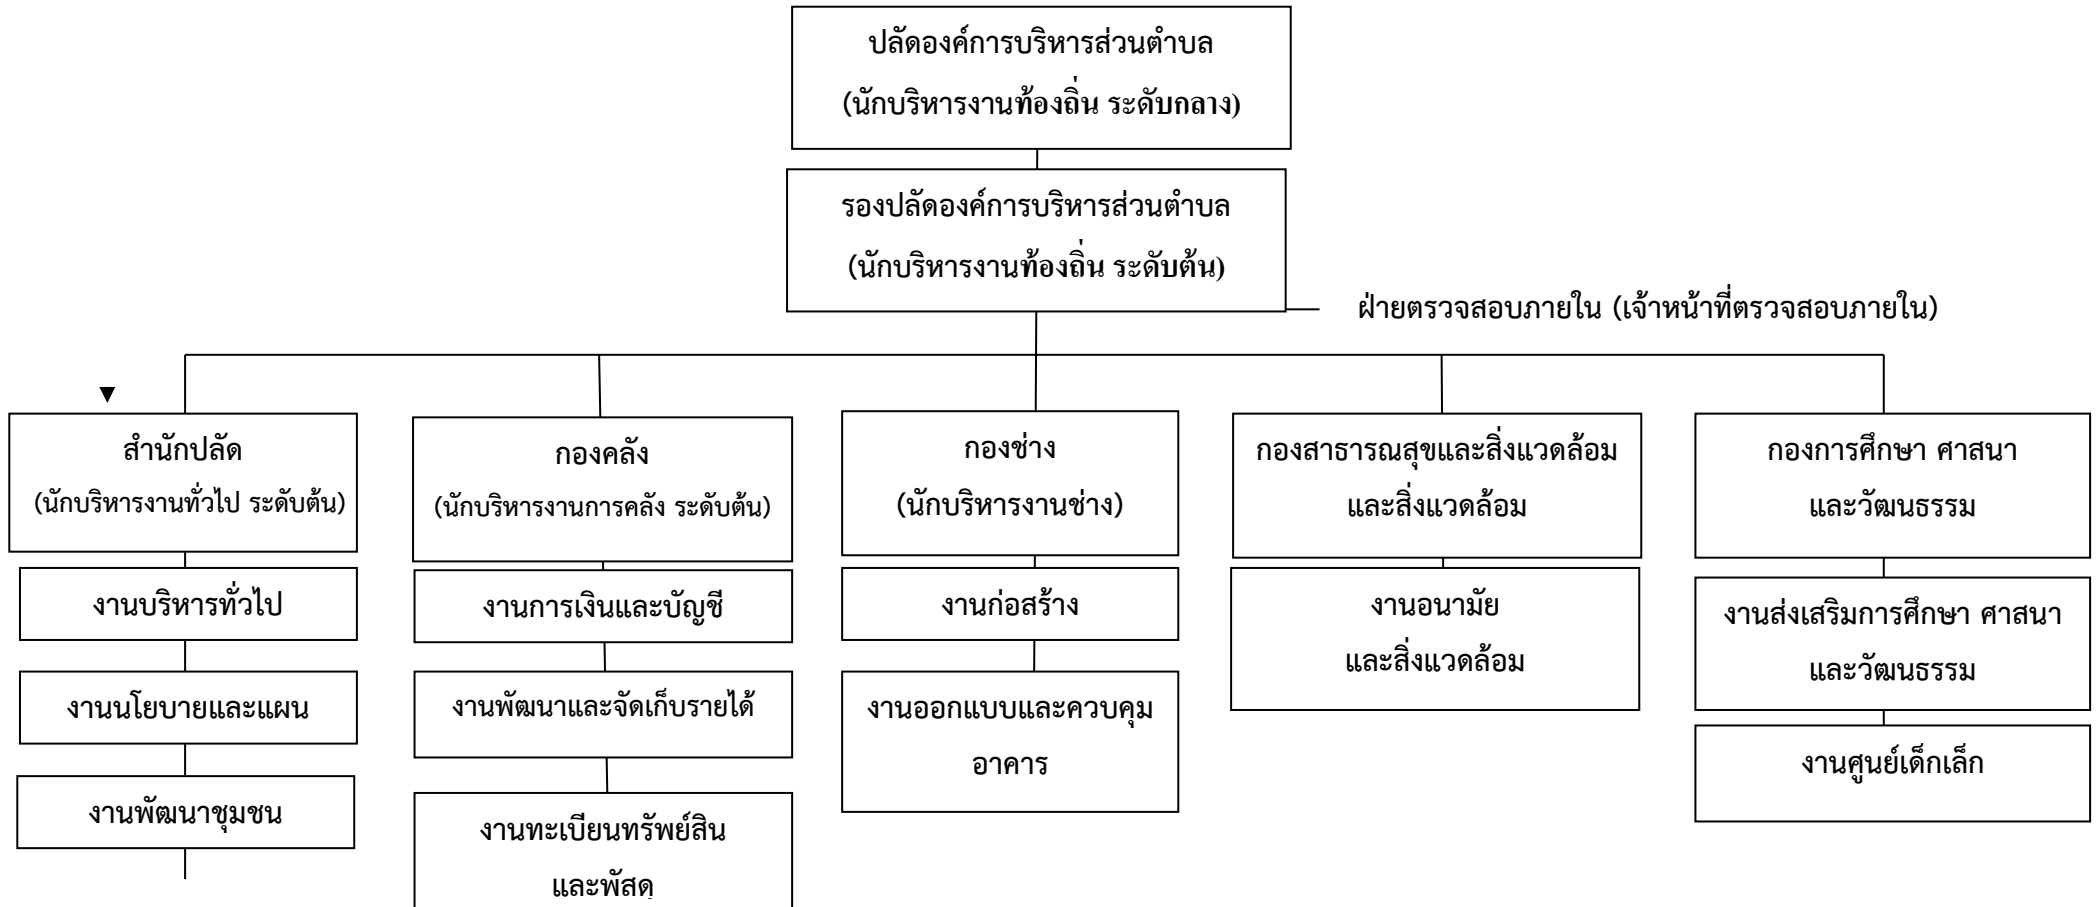 ปลัดองค์การบริหารส่วนตำบล
(นักบริหารงานท้องถิ่น ระดับกลาง)
รองปลัดองค์การบริหารส่วนตำบล
(นักบริหารงานท้องถิ่น ระดับต้น)
ฝ่ายตรวจสอบภายใน (เจ้าหน้าที่ตรวจสอบภายใน)
สำนักปลัด
(นักบริหารงานทั่วไป ระดับต้น)
งานบริหารทั่วไป
งานนโยบายและแผน
งานพัฒนาชุมชน
กองคลัง
(นักบริหารงานการคลัง ระดับต้น)
งานการเงินและบัญชี
งานพัฒนาและจัดเก็บรายได้
งานทะเบียนทรัพย์สิน
และพัสดุ
กองช่าง
(นักบริหารงานช่าง)
งานก่อสร้าง
งานออกแบบและควบคุม
อาคาร
กองสาธารณสุขและสิ่งแวดล้อม
และสิ่งแวดล้อม
งานอนามัย
และสิ่งแวดล้อม
กองการศึกษา ศาสนา
และวัฒนธรรม
งานส่งเสริมการศึกษา ศาสนา
และวัฒนธรรม
งานศูนย์เด็กเล็ก